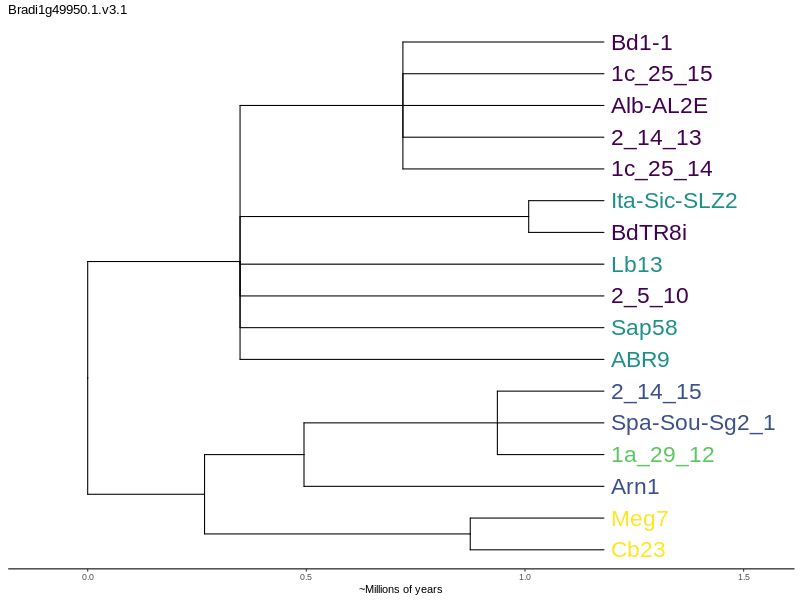 Bradi1g49950.1.v3.1
Bd1-1
1c_25_15
Alb-AL2E
2_14_13
1c_25_14
Ita-Sic-SLZ2
BdTR8i
Lb13
2_5_10
Sap58
ABR9
2_14_15
Spa-Sou-Sg2_1
1a_29_12
Arn1
Meg7
Cb23
0.0 0.5 1.0 1.5
~Millions of years